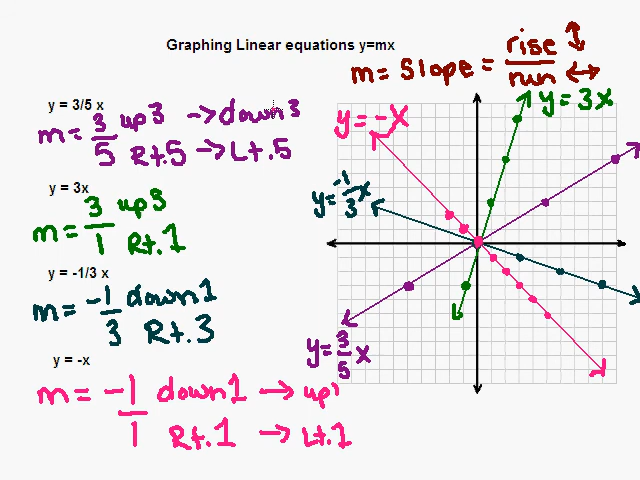 Graphing Linear equations y=mx
m = Slope = rise/run
y = 3/5 x
m = 3/5 up 3 → down 3
Rt. 5 → Lt. 5
y = 3x
m = 3/1 up 3
Rt. 1
y = -1/3 x
m = -1/3 down 1
Rt. 3
y = -x
m = -1/1 down 1 → up 1
Rt. 1 → Lt. 1
y = -x
y = 3x
y = -1/3 x
y = 3/5 x